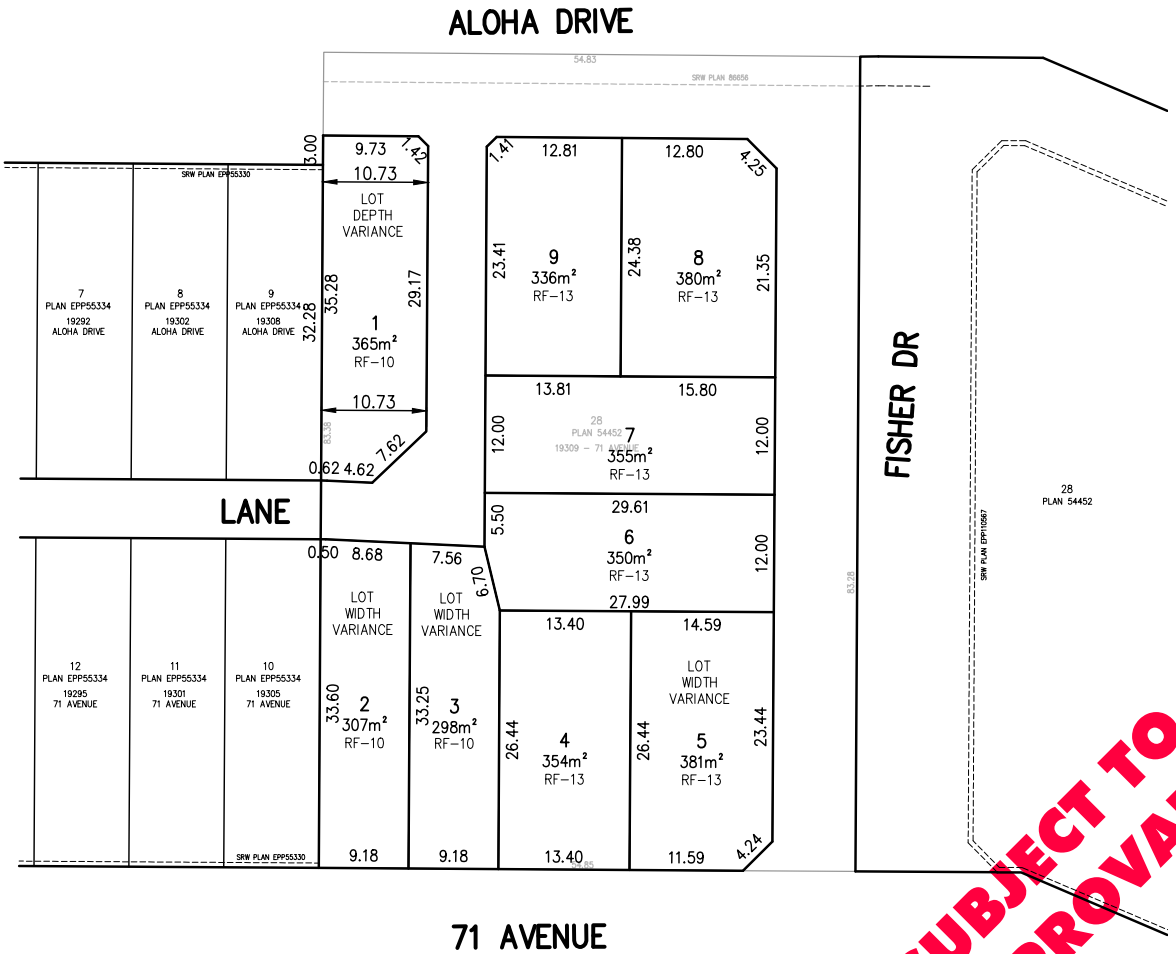 ALOHA DRIVE
54.83
SRW PLAN 86656
3.00
9.73
1.42
1.41
12.81
12.80
4.25
SRW PLAN EPP55330
10.73
LOT
DEPTH
VARIANCE
35.28
32.28
29.17
1
365m²
RF-10
10.73
83.38
0.62
4.62
7.62
7
PLAN EPP55334
19292
ALOHA DRIVE
8
PLAN EPP55334
19302
ALOHA DRIVE
9
PLAN EPP55334
19308
ALOHA DRIVE
23.41
9
336m²
RF-13
24.38
8
380m²
RF-13
21.35
13.81
15.80
12.00
28
PLAN 54452
19309 - 71 AVENUE
7
355m²
RF-13
12.00
FISHER DR
28
PLAN 54452
SRW PLAN EPP110567
83.28
LANE
29.61
5.50
6
350m²
RF-13
12.00
27.99
0.50
8.68
7.56
6.70
LOT
WIDTH
VARIANCE
33.60
2
307m²
RF-10
9.18
LOT
WIDTH
VARIANCE
33.25
3
298m²
RF-10
9.18
13.40
26.44
4
354m²
RF-13
13.40
54.85
14.59
LOT
WIDTH
VARIANCE
26.44
5
381m²
RF-13
23.44
11.59
4.24
12
PLAN EPP55334
19295
71 AVENUE
11
PLAN EPP55334
19301
71 AVENUE
10
PLAN EPP55334
19305
71 AVENUE
SRW PLAN EPP55330
71 AVENUE
SUBJECT TO
PROVA